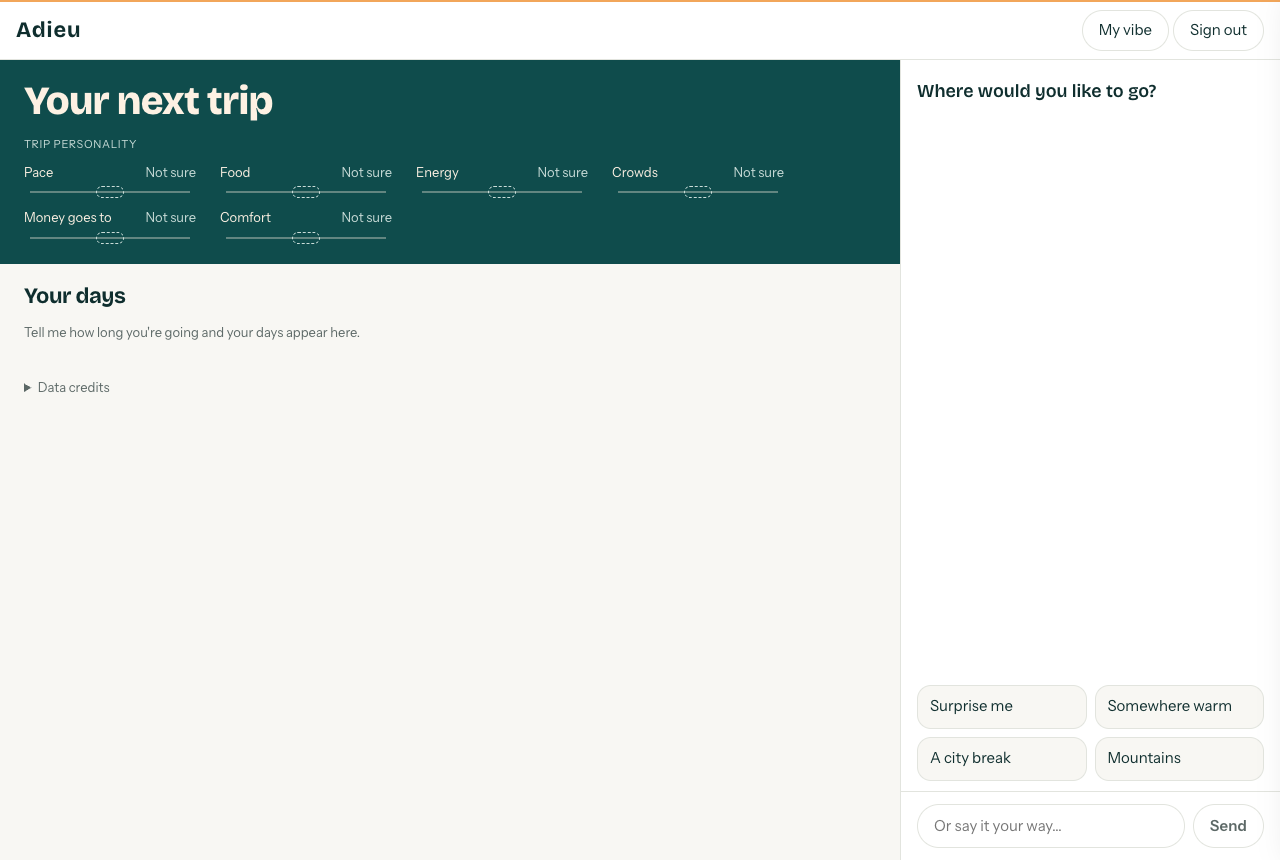 Adieu
My vibe
Sign out
Your next trip
TRIP PERSONALITY
Pace Not sure
Food Not sure
Energy Not sure
Crowds Not sure
Money goes to Not sure
Comfort Not sure
Your days
Tell me how long you're going and your days appear here.
Data credits
Where would you like to go?
Surprise me
Somewhere warm
A city break
Mountains
Or say it your way...
Send